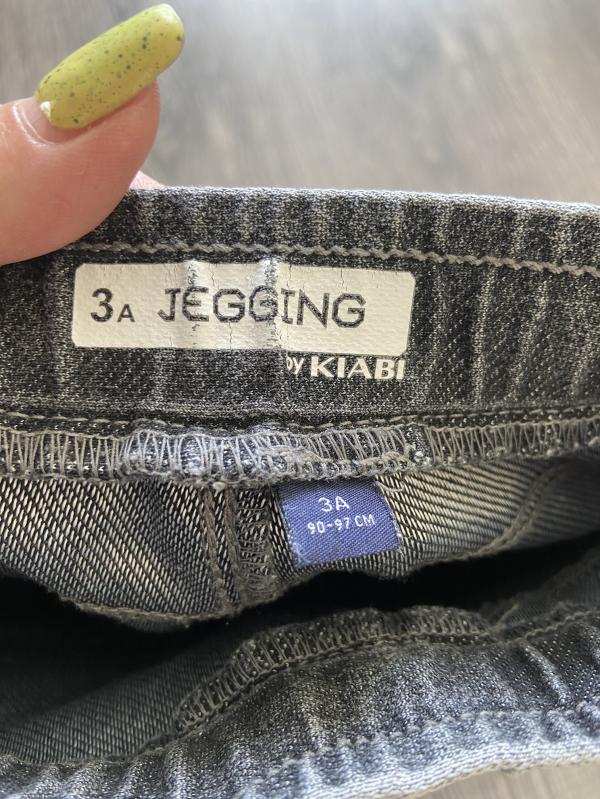 3A JEGGING
by KIABI
3A
90-97 CM